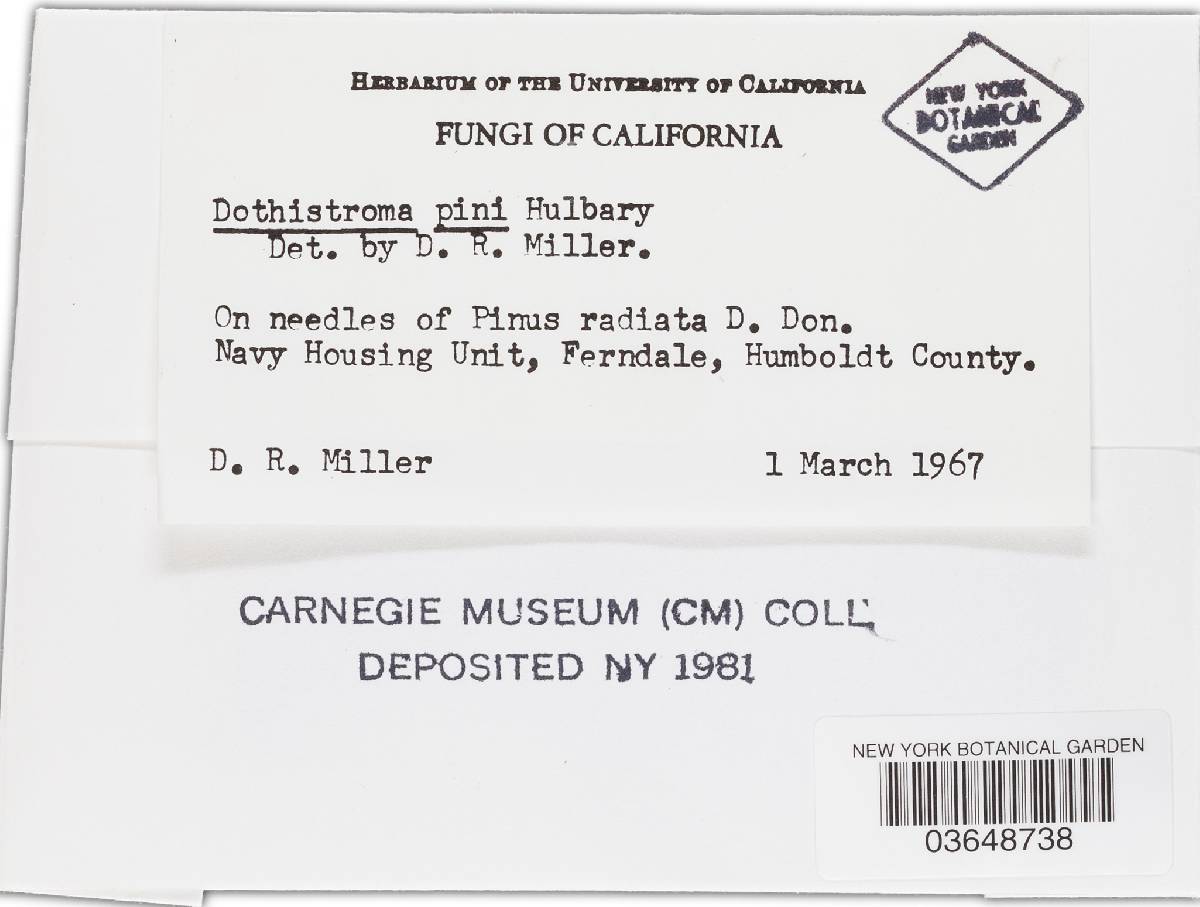 HERBARIUM OF THE UNIVERSITY OF CALIFORNIA
FUNGI OF CALIFORNIA
NEW YORK
BOTANICAL
GARDEN
Dothistroma pini Hulbary
Det. by D. R. Miller.
On needles of Pinus radiata D. Don.
Navy Housing Unit, Ferndale, Humboldt County.
D. R. Miller 1 March 1967
CARNEGIE MUSEUM (CM) COLL.
DEPOSITED NY 1981
NEW YORK BOTANICAL GARDEN
03648738